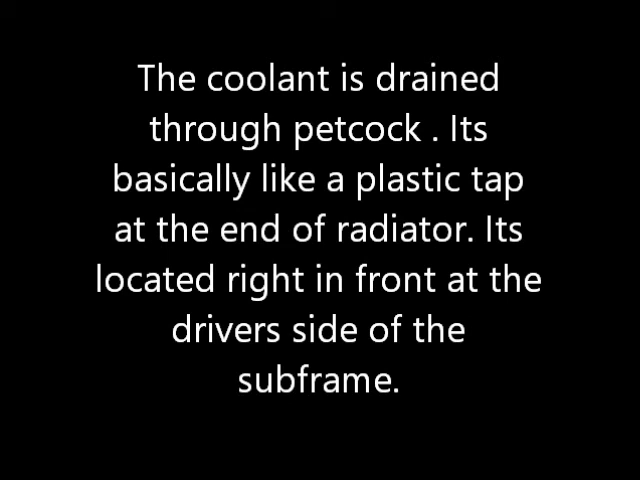 The coolant is drained
through petcock . Its
basically like a plastic tap
at the end of radiator. Its
located right in front at the
drivers side of the
subframe.